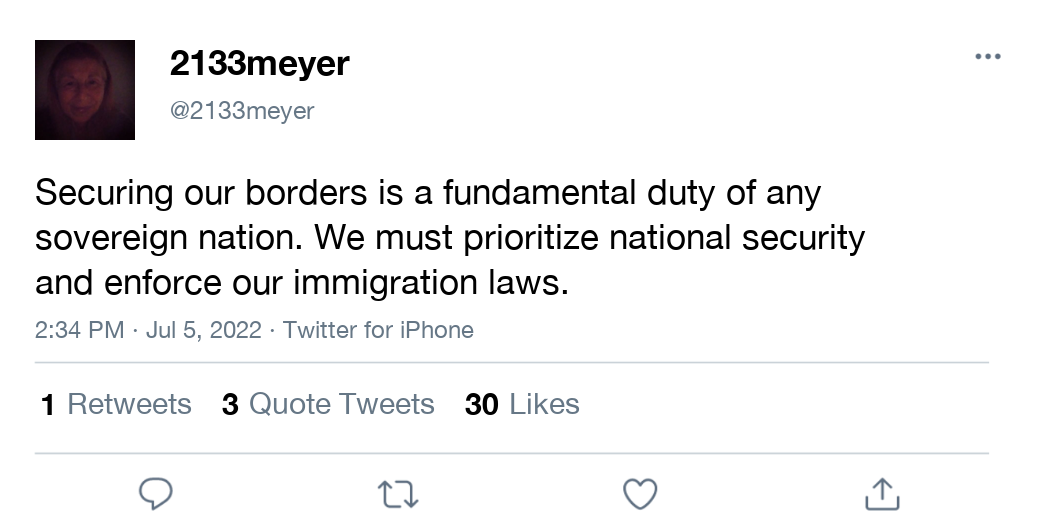 2133meyer
@2133meyer
Securing our borders is a fundamental duty of any
sovereign nation. We must prioritize national security
and enforce our immigration laws.
2:34 PM · Jul 5, 2022 · Twitter for iPhone
1 Retweets 3 Quote Tweets 30 Likes